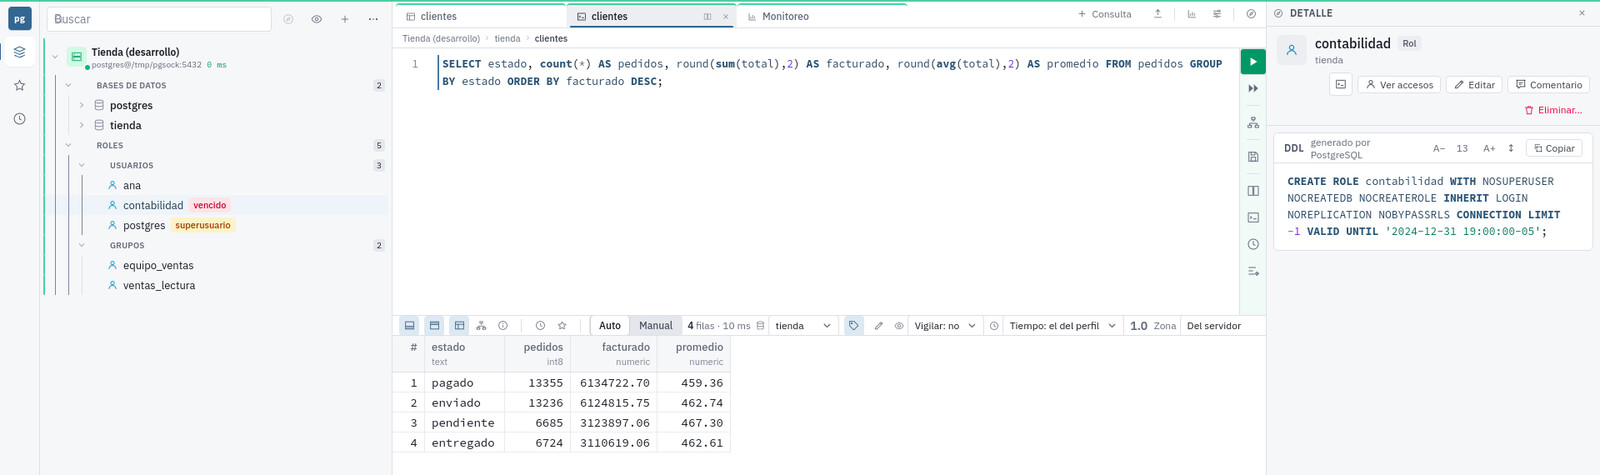 pg
Buscar
Tienda (desarrollo)
postgres@/tmp/pgsock:5432 0 ms
BASES DE DATOS 2
postgres
tienda
ROLES 5
USUARIOS 3
ana
contabilidad vencido
postgres superusuario
GRUPOS 2
equipo_ventas
ventas_lectura
clientes
clientes ×
Monitoreo
+ Consulta
Tienda (desarrollo) › tienda › clientes
1 SELECT estado, count(*) AS pedidos, round(sum(total),2) AS facturado, round(avg(total),2) AS promedio FROM pedidos GROUP
BY estado ORDER BY facturado DESC;
Auto Manual 4 filas · 10 ms tienda Vigilar: no Tiempo: el del perfil 1.0 Zona Del servidor
# estado pedidos facturado promedio
text int8 numeric numeric
1 pagado 13355 6134722.70 459.36
2 enviado 13236 6124815.75 462.74
3 pendiente 6685 3123897.06 467.30
4 entregado 6724 3110619.06 462.61
DETALLE ×
contabilidad Rol
tienda
Ver accesos Editar Comentario
Eliminar...
DDL generado por PostgreSQL A− 13 A+ Copiar
CREATE ROLE contabilidad WITH NOSUPERUSER
NOCREATEDB NOCREATEROLE INHERIT LOGIN
NOREPLICATION NOBYPASSRLS CONNECTION LIMIT
-1 VALID UNTIL '2024-12-31 19:00:00-05';